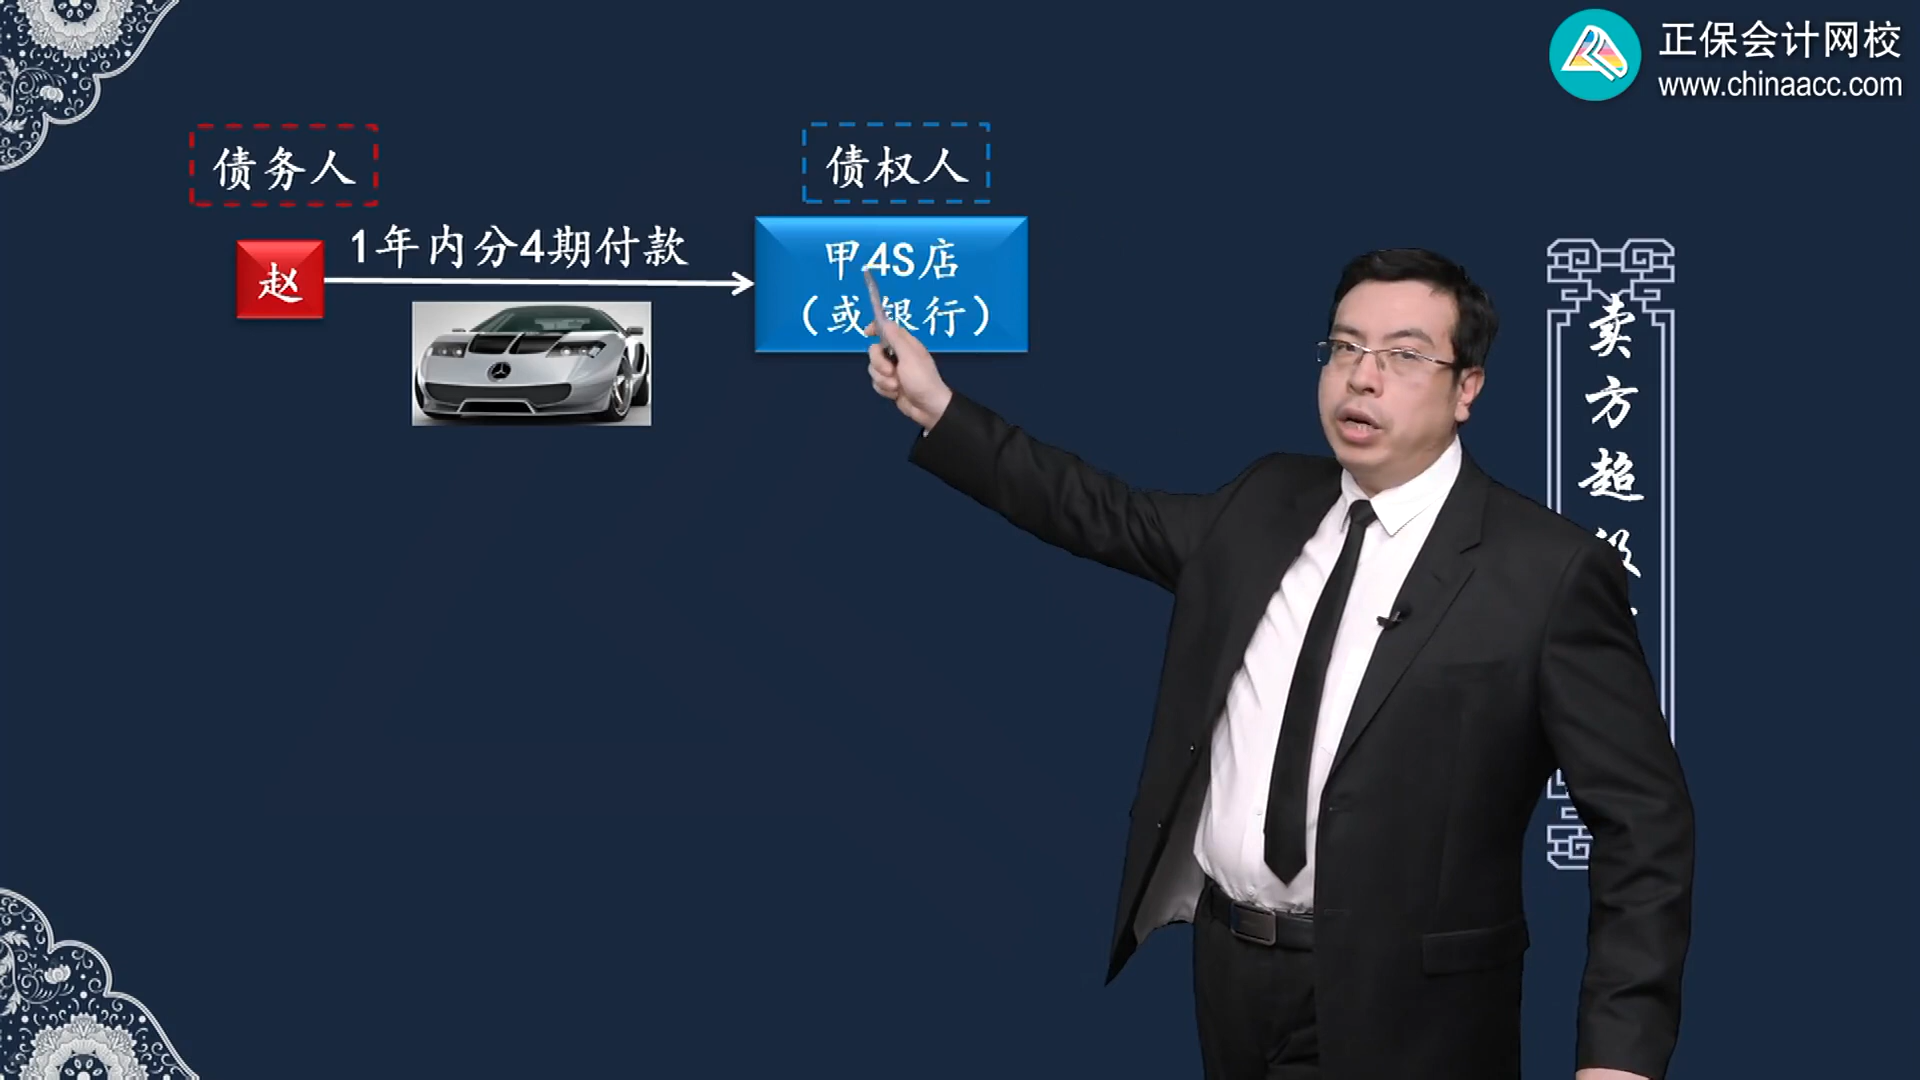 正保会计网校
www.chinaacc.com
债务人
债权人
1年内分4期付款
赵
甲4S店
（或银行）
卖方超